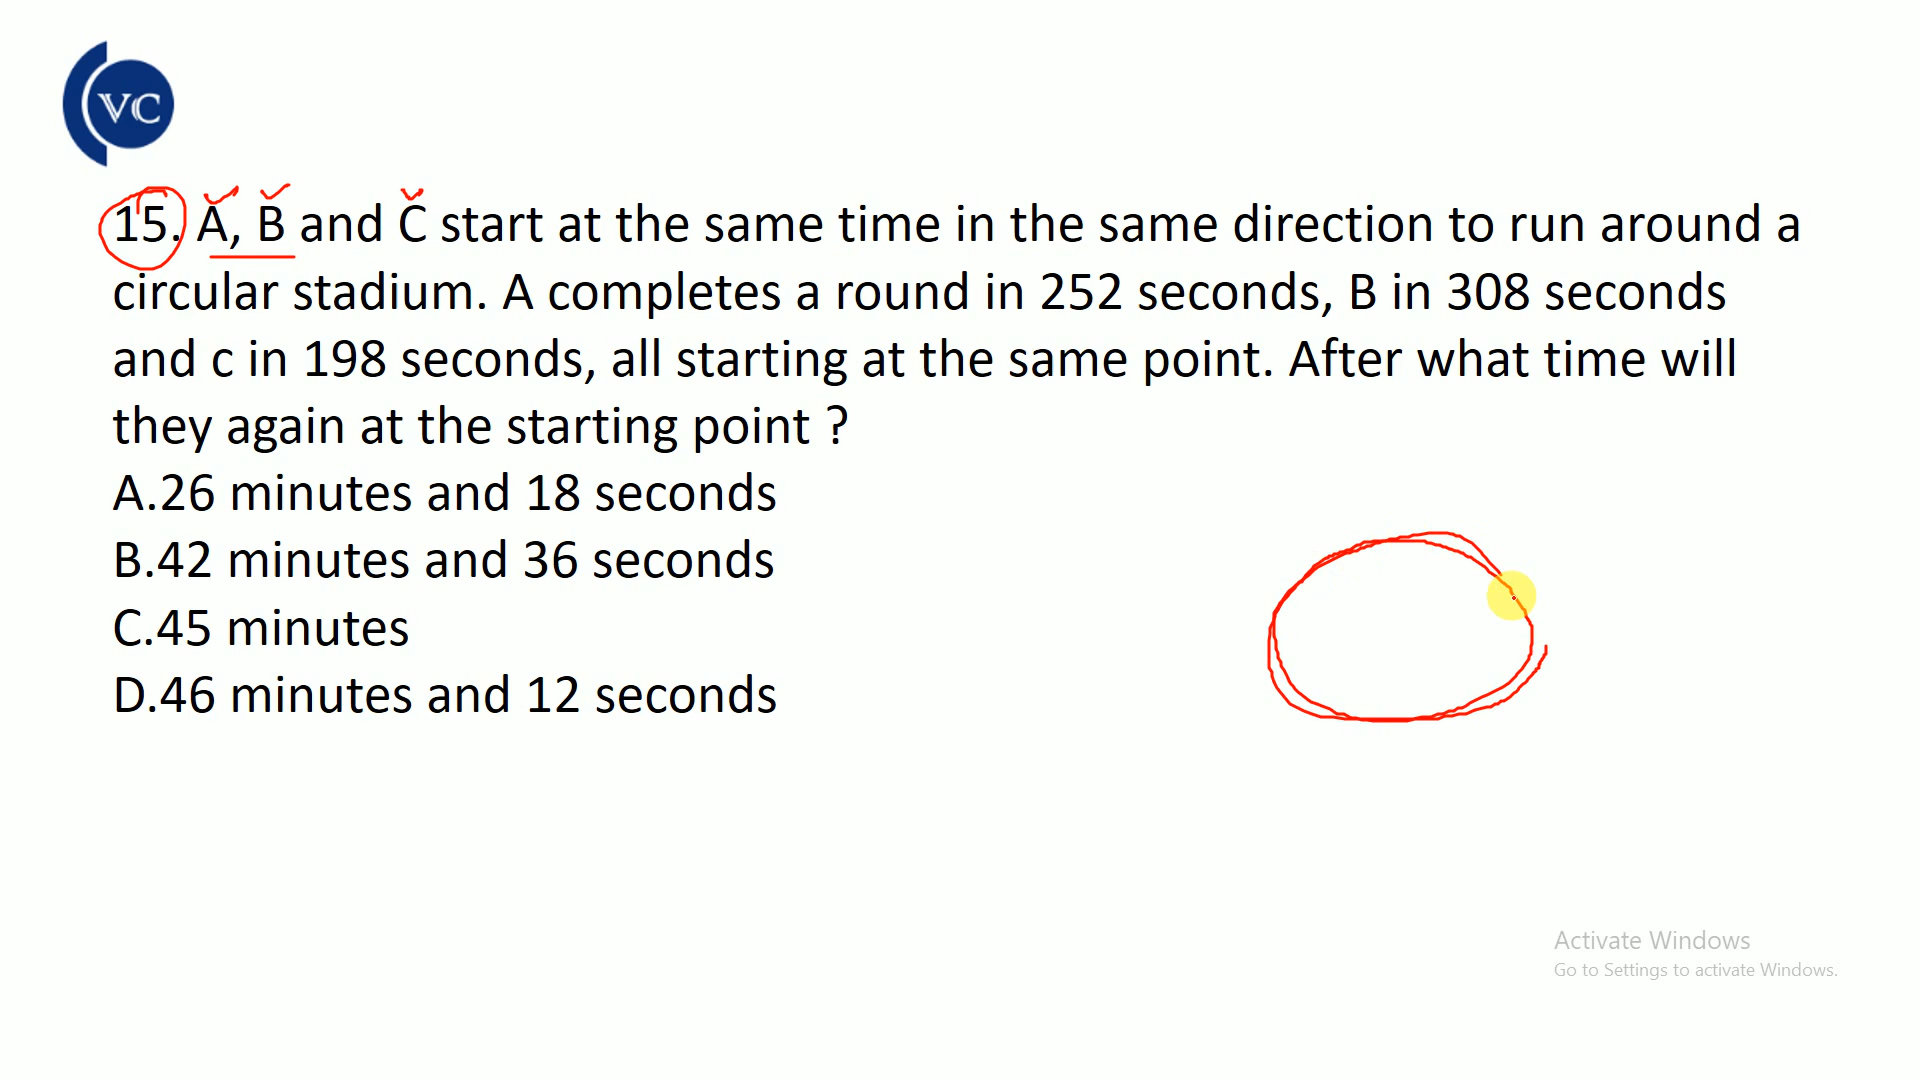 VC
15. A, B and C start at the same time in the same direction to run around a
circular stadium. A completes a round in 252 seconds, B in 308 seconds
and c in 198 seconds, all starting at the same point. After what time will
they again at the starting point ?
A.26 minutes and 18 seconds
B.42 minutes and 36 seconds
C.45 minutes
D.46 minutes and 12 seconds
Activate Windows
Go to Settings to activate Windows.